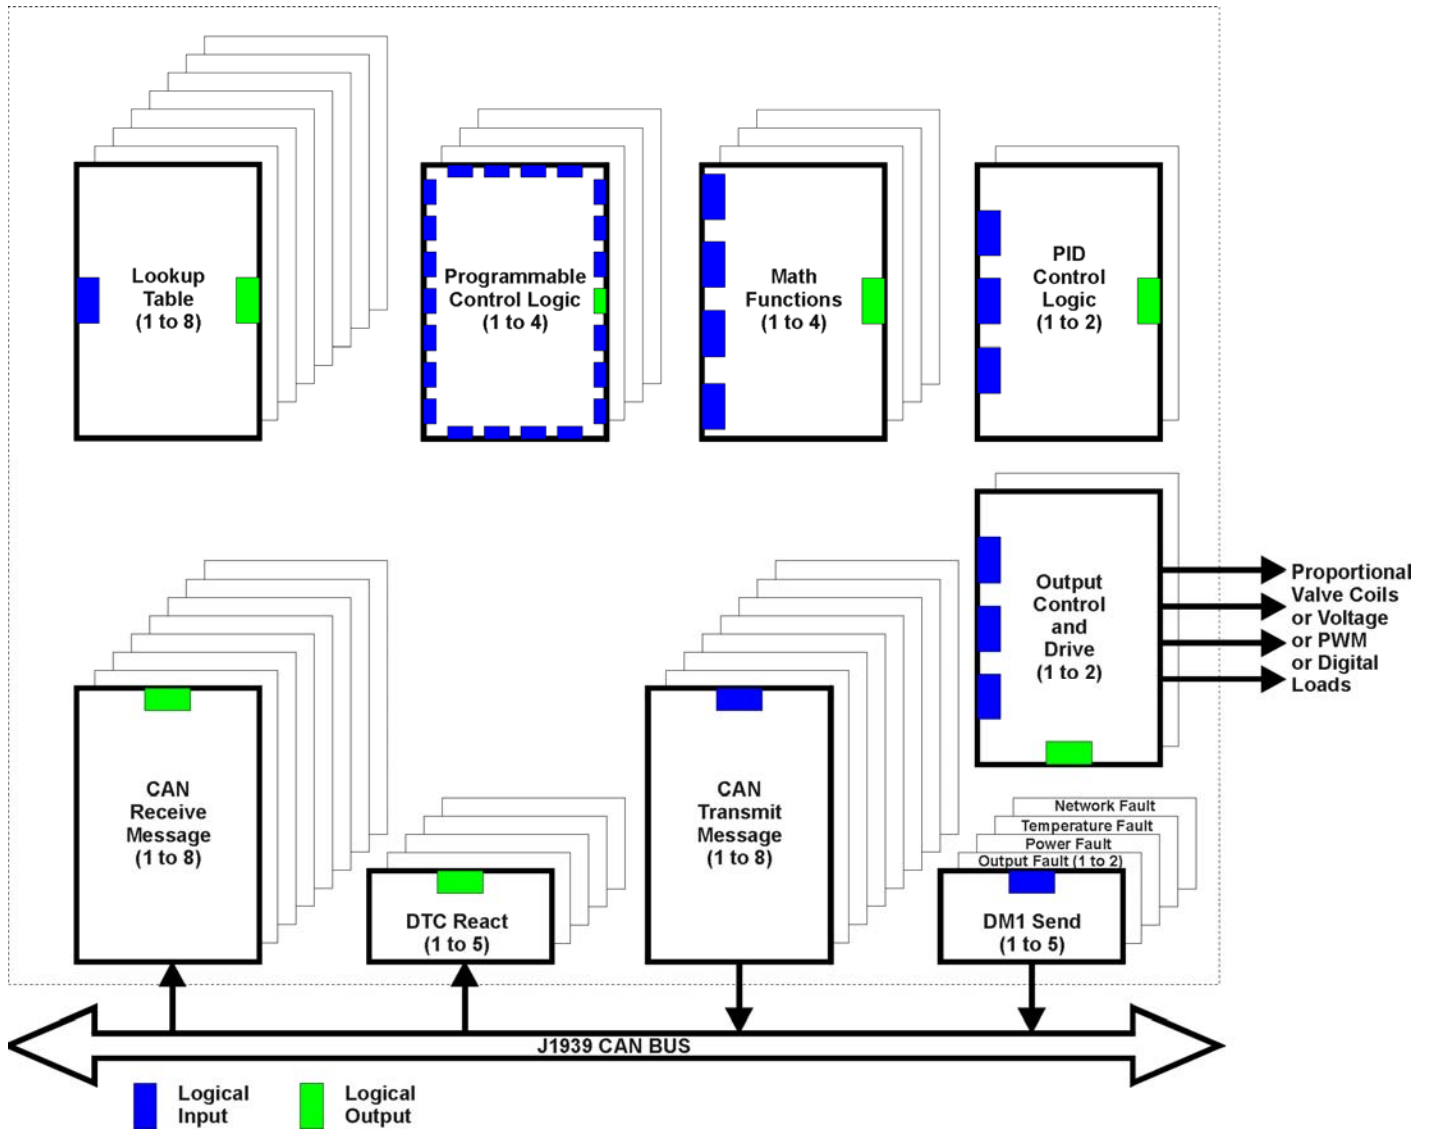 Lookup
Table
(1 to 8)
Programmable
Control Logic
(1 to 4)
Math
Functions
(1 to 4)
PID
Control
Logic
(1 to 2)
Output
Control
and
Drive
(1 to 2)
Proportional
Valve Coils
or Voltage
or PWM
or Digital
Loads
CAN
Receive
Message
(1 to 8)
DTC React
(1 to 5)
CAN
Transmit
Message
(1 to 8)
Network Fault
Temperature Fault
Power Fault
Output Fault (1 to 2)
DM1 Send
(1 to 5)
J1939 CAN BUS
Logical
Input
Logical
Output